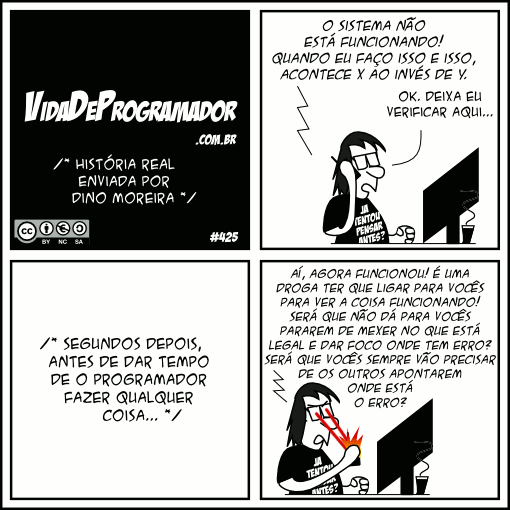 VIDADEPROGRAMADOR
.COM.BR
/* HISTÓRIA REAL
ENVIADA POR
DINO MOREIRA */
cc
BY NC SA
#425
O SISTEMA NÃO
ESTÁ FUNCIONANDO!
QUANDO EU FAÇO ISSO E ISSO,
ACONTECE X AO INVÉS DE Y.
OK. DEIXA EU
VERIFICAR AQUI...
JÁ
TENTOU
PENSAR
ANTES?
/* SEGUNDOS DEPOIS,
ANTES DE DAR TEMPO
DE O PROGRAMADOR
FAZER QUALQUER
COISA... */
AÍ, AGORA FUNCIONOU! É UMA
DROGA TER QUE LIGAR PARA VOCÊS
PARA VER A COISA FUNCIONANDO!
SERÁ QUE NÃO DÁ PARA VOCÊS
PARAREM DE MEXER NO QUE ESTÁ
LEGAL E DAR FOCO ONDE TEM ERRO?
SERÁ QUE VOCÊS SEMPRE VÃO PRECISAR
DE OS OUTROS APONTAREM
ONDE ESTÁ
O ERRO?
JÁ
TENTOU
PENSAR
ANTES?